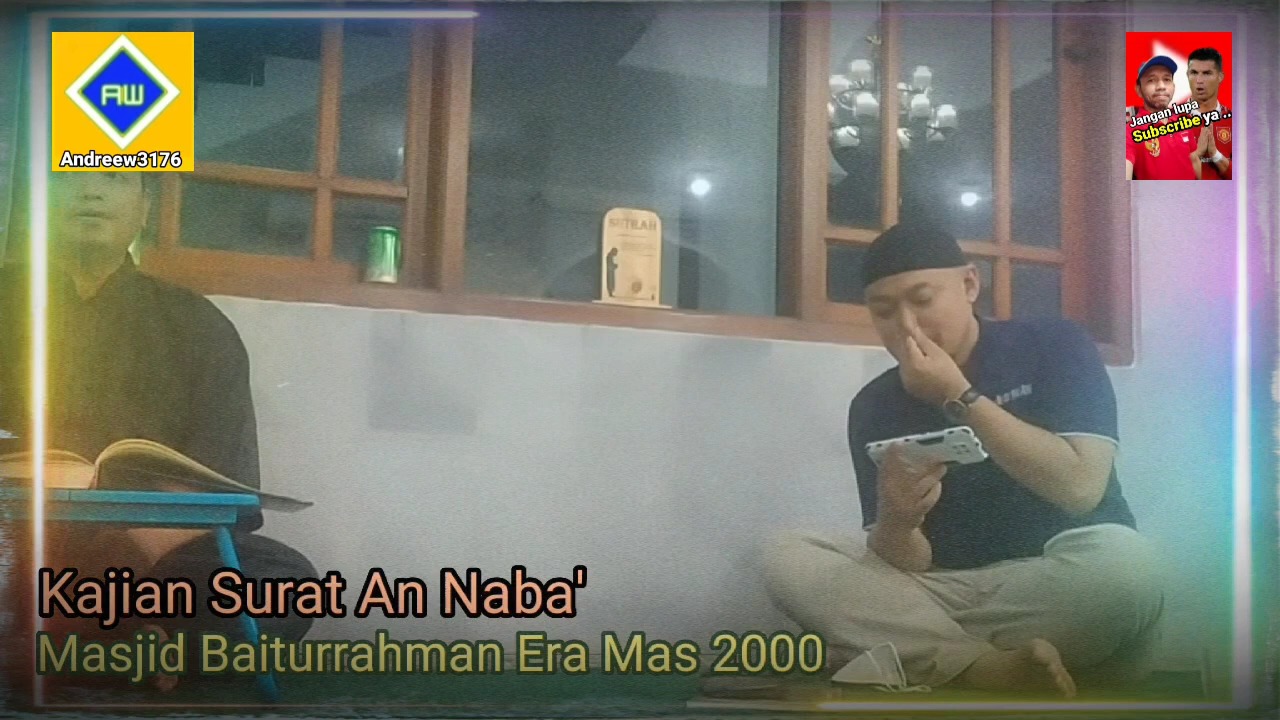 AW
Andreew3176
Jangan lupa
Subscribe ya ..
SUTRAH
Kajian Surat An Naba'
Masjid Baiturrahman Era Mas 2000